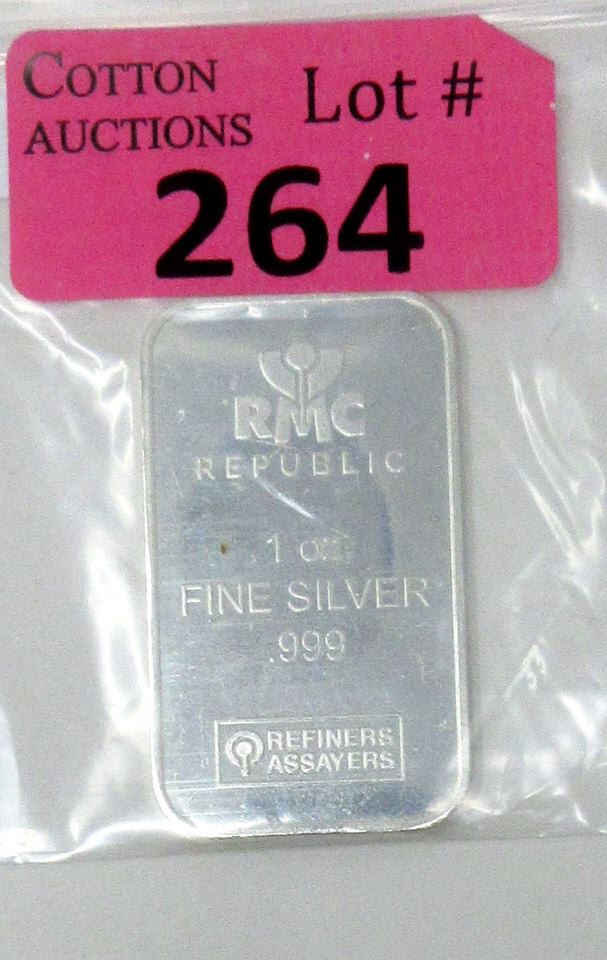 COTTON
AUCTIONS
Lot #
264
RMC
REPUBLIC
1 oz
FINE SILVER
.999
REFINERS
ASSAYERS